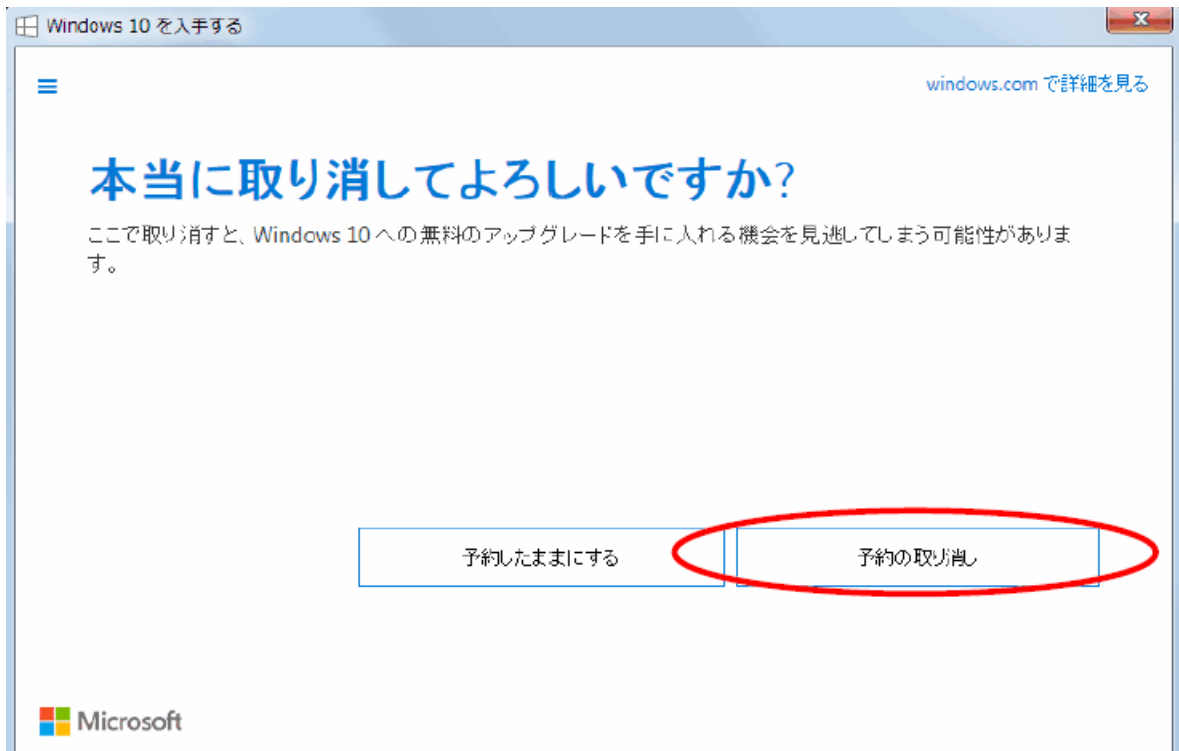 Windows 10 を入手する
windows.com で詳細を見る
本当に取り消してよろしいですか?
ここで取り消すと、Windows 10 への無料のアップグレードを手に入れる機会を見逃してしまう可能性がありま
す。
予約したままにする
予約の取り消し
Microsoft